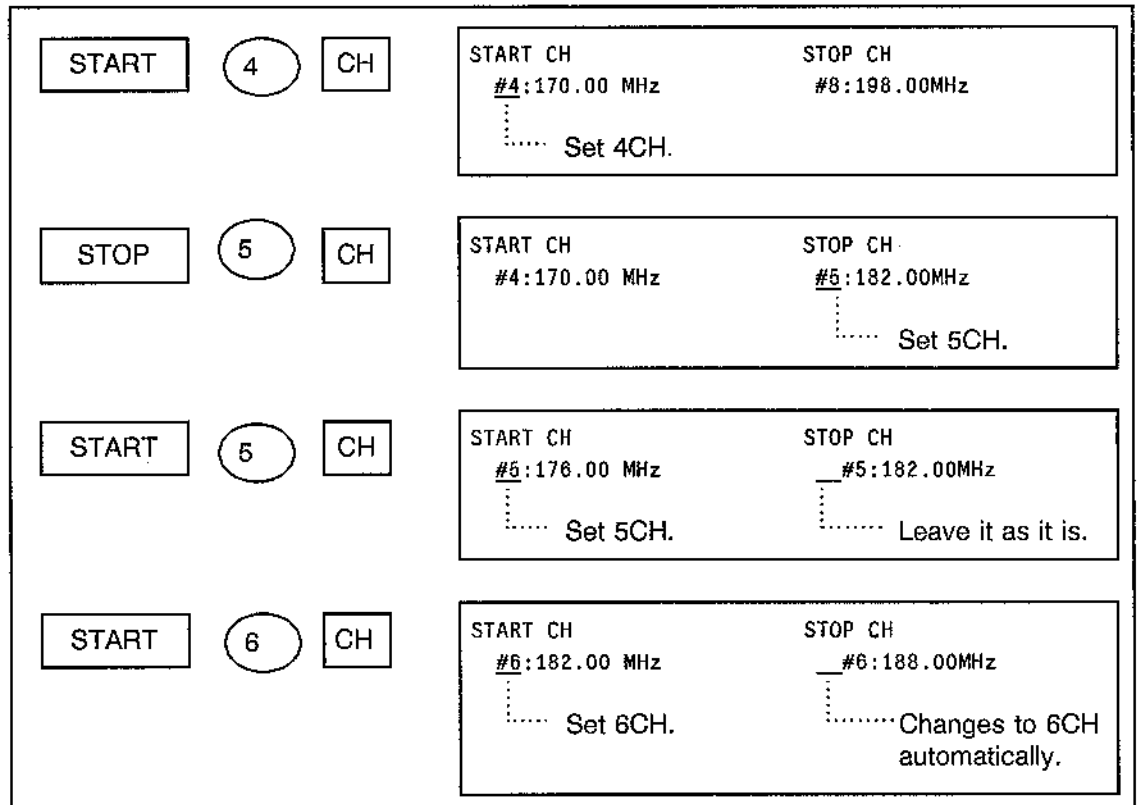 START 4 CH
START CH STOP CH
#4:170.00 MHz #8:198.00MHz
Set 4CH.
STOP 5 CH
START CH STOP CH
#4:170.00 MHz #5:182.00MHz
Set 5CH.
START 5 CH
START CH STOP CH
#5:176.00 MHz #5:182.00MHz
Set 5CH. Leave it as it is.
START 6 CH
START CH STOP CH
#6:182.00 MHz #6:188.00MHz
Set 6CH. Changes to 6CH
automatically.